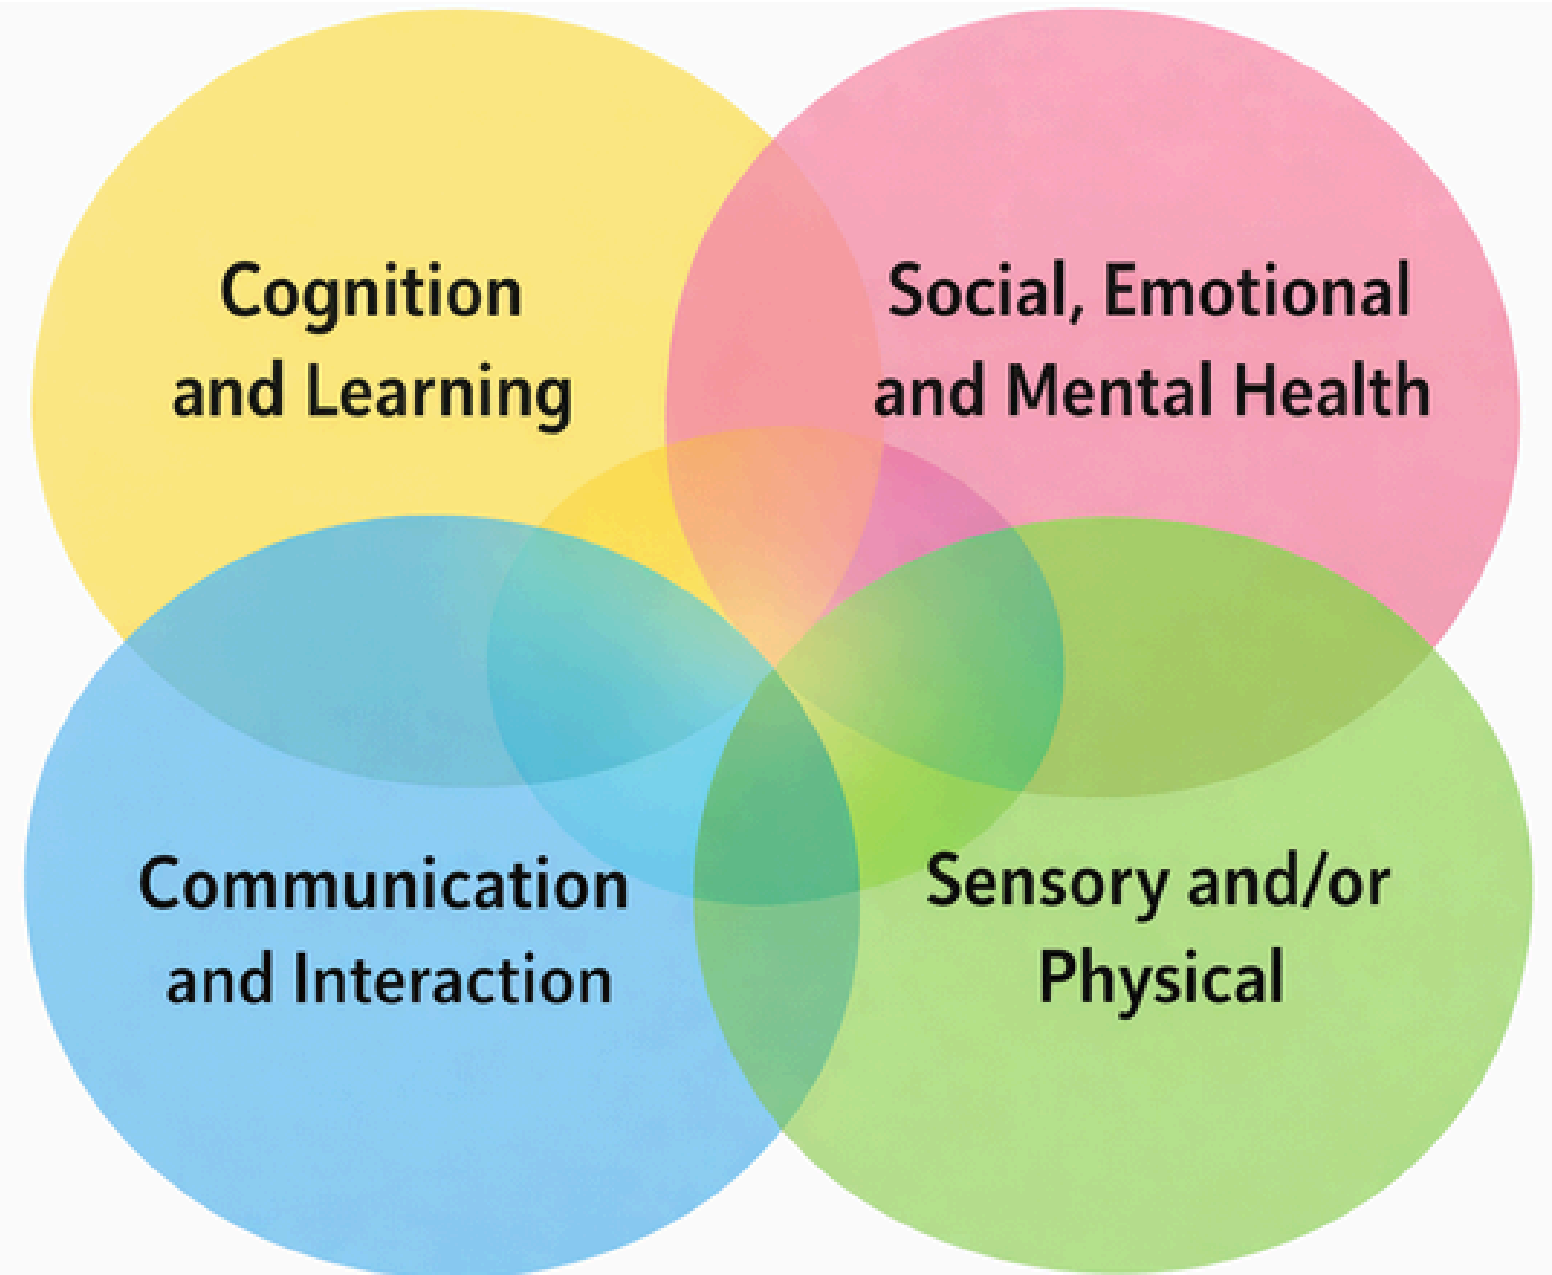 Cognition
and Learning
Social, Emotional
and Mental Health
Communication
and Interaction
Sensory and/or
Physical